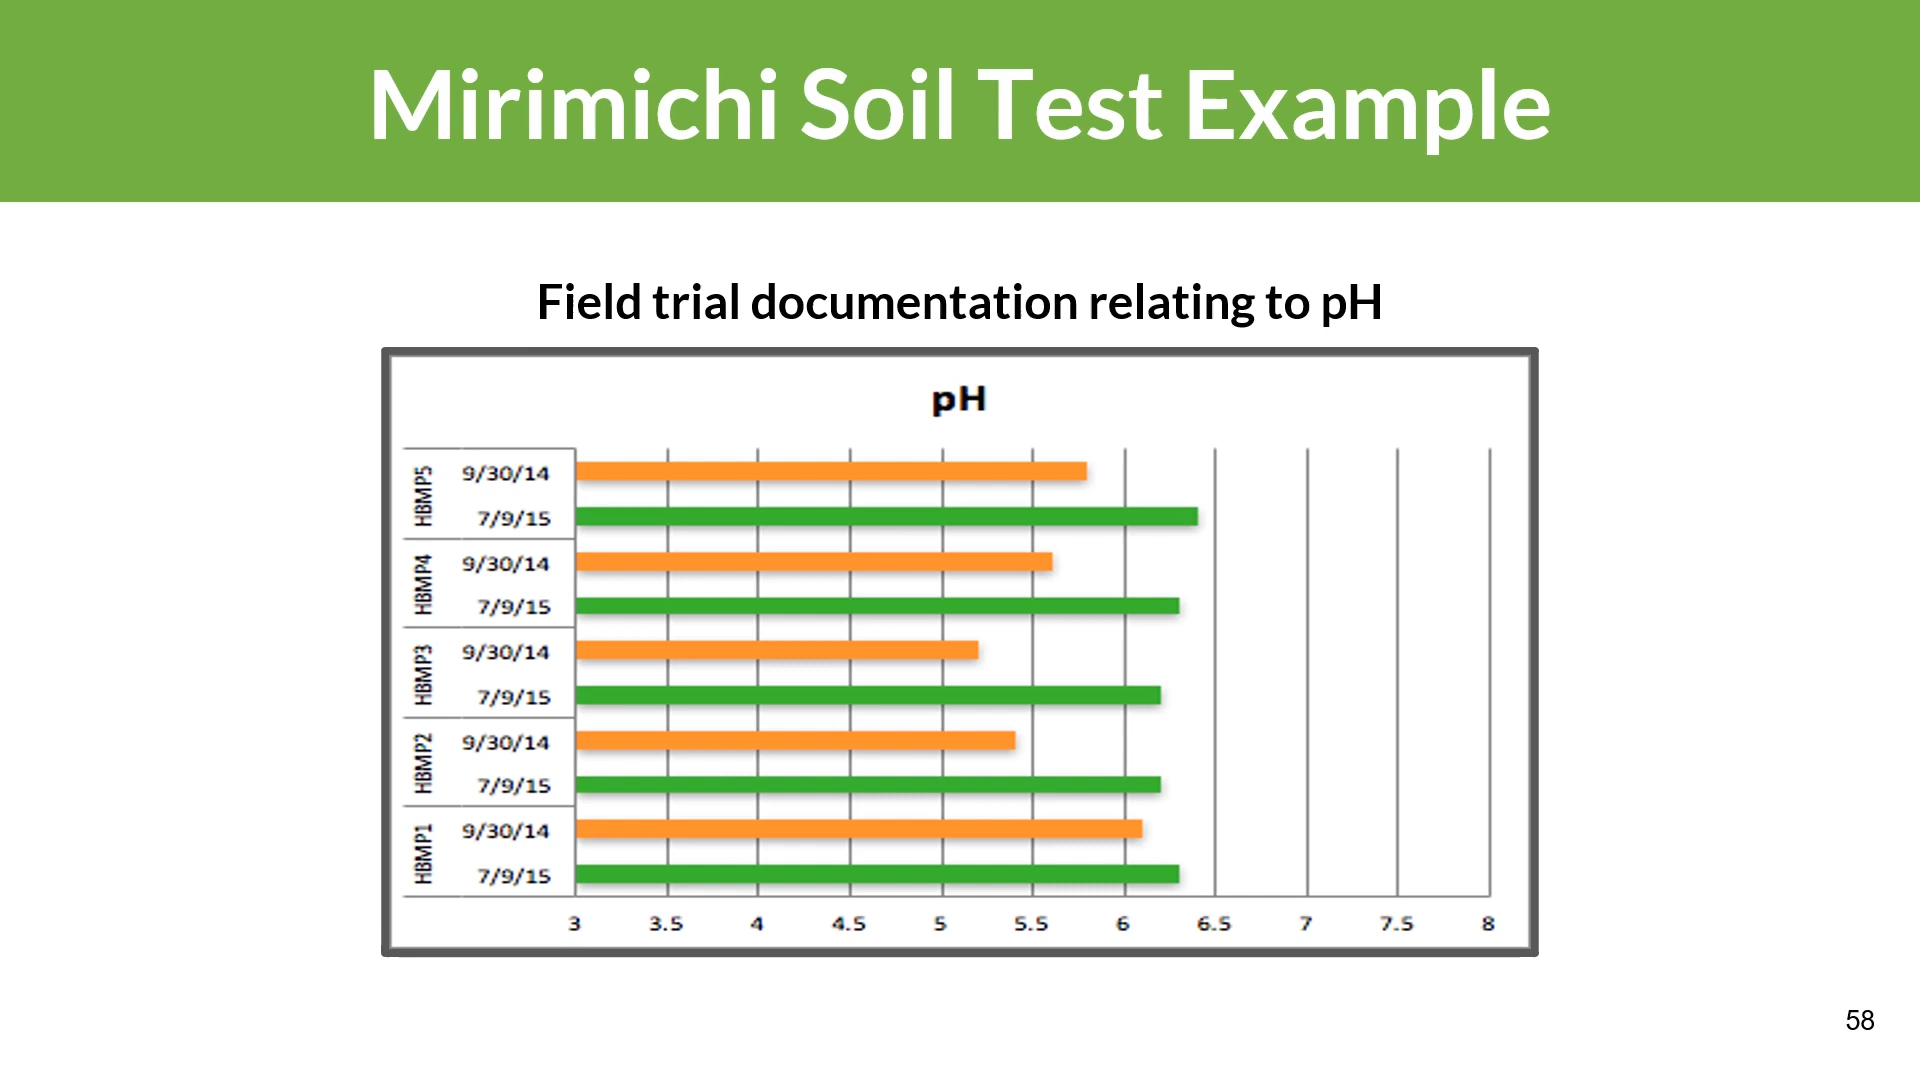 Mirimichi Soil Test Example
Field trial documentation relating to pH
pH
HBMP5
9/30/14
7/9/15
HBMP4
9/30/14
7/9/15
HBMP3
9/30/14
7/9/15
HBMP2
9/30/14
7/9/15
HBMP1
9/30/14
7/9/15
3 3.5 4 4.5 5 5.5 6 6.5 7 7.5 8
58